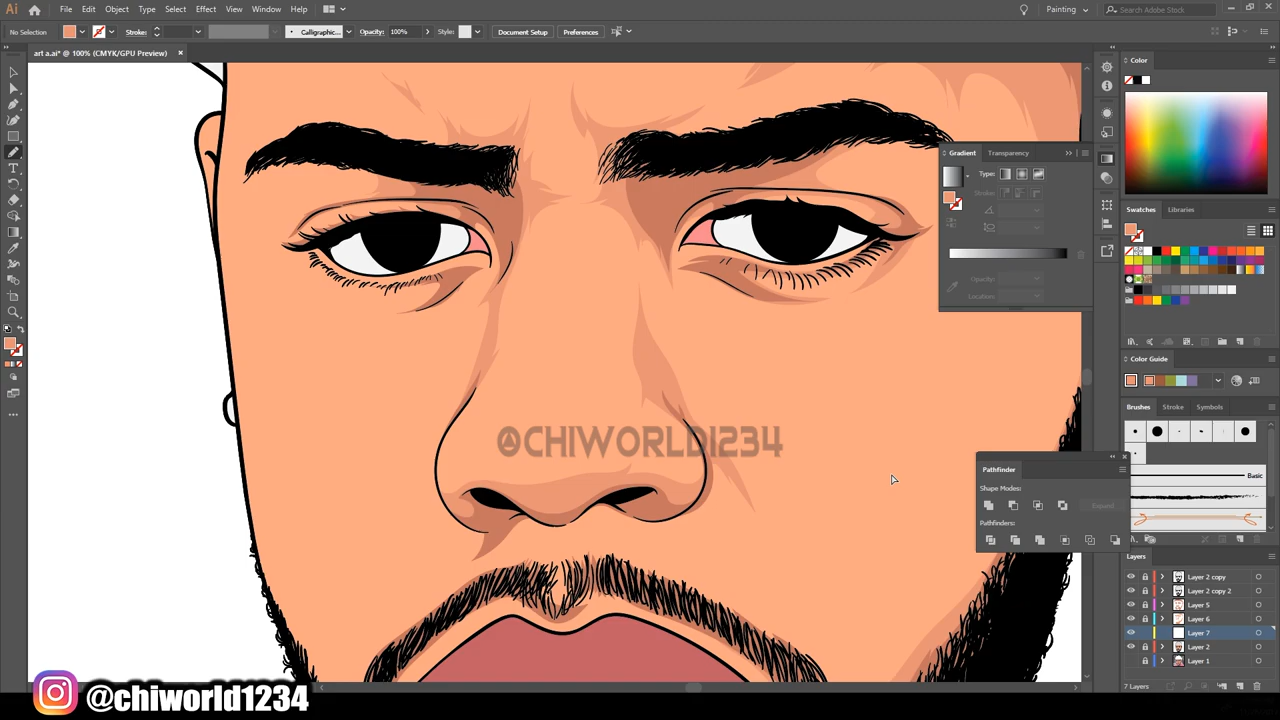 Ai File Edit Object Type Select Effect View Window Help Painting Search Adobe Stock
No Selection Stroke: Calligraphic... Opacity: 100% Style: Document Setup Preferences
art a.ai* @ 100% (CMYK/GPU Preview)
Color
Gradient Transparency
Type:
Stroke:
Opacity:
Location:
Swatches Libraries
Color Guide
Brushes Stroke Symbols
Basic
@CHIWORLD1234
Pathfinder
Shape Modes:
Expand
Pathfinders:
Layers
Layer 2 copy
Layer 2 copy 2
Layer 5
Layer 6
Layer 7
Layer 2
Layer 1
7 Layers
@chiworld1234